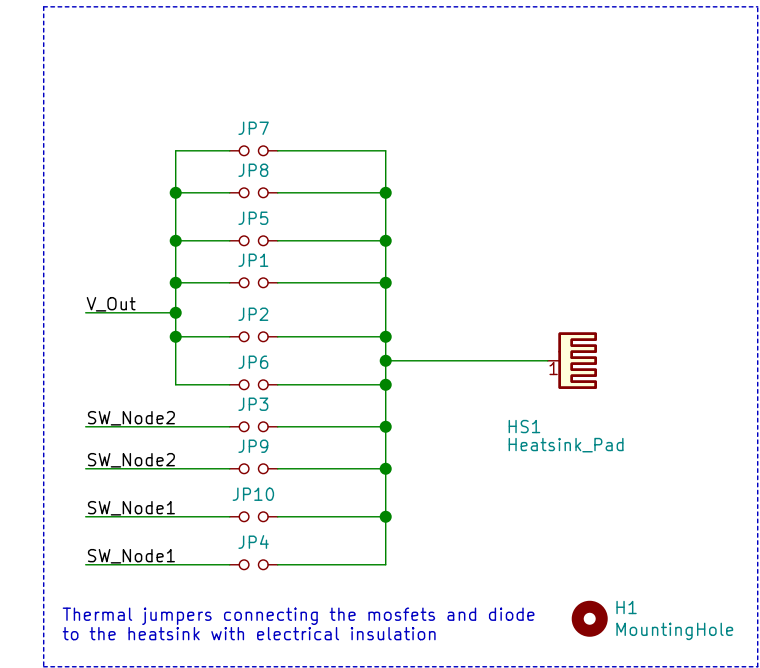 JP7
JP8
JP5
JP1
V_Out
JP2
JP6
1
JP3
SW_Node2
HS1
Heatsink_Pad
JP9
SW_Node2
JP10
SW_Node1
JP4
SW_Node1
Thermal jumpers connecting the mosfets and diode
to the heatsink with electrical insulation
H1
MountingHole